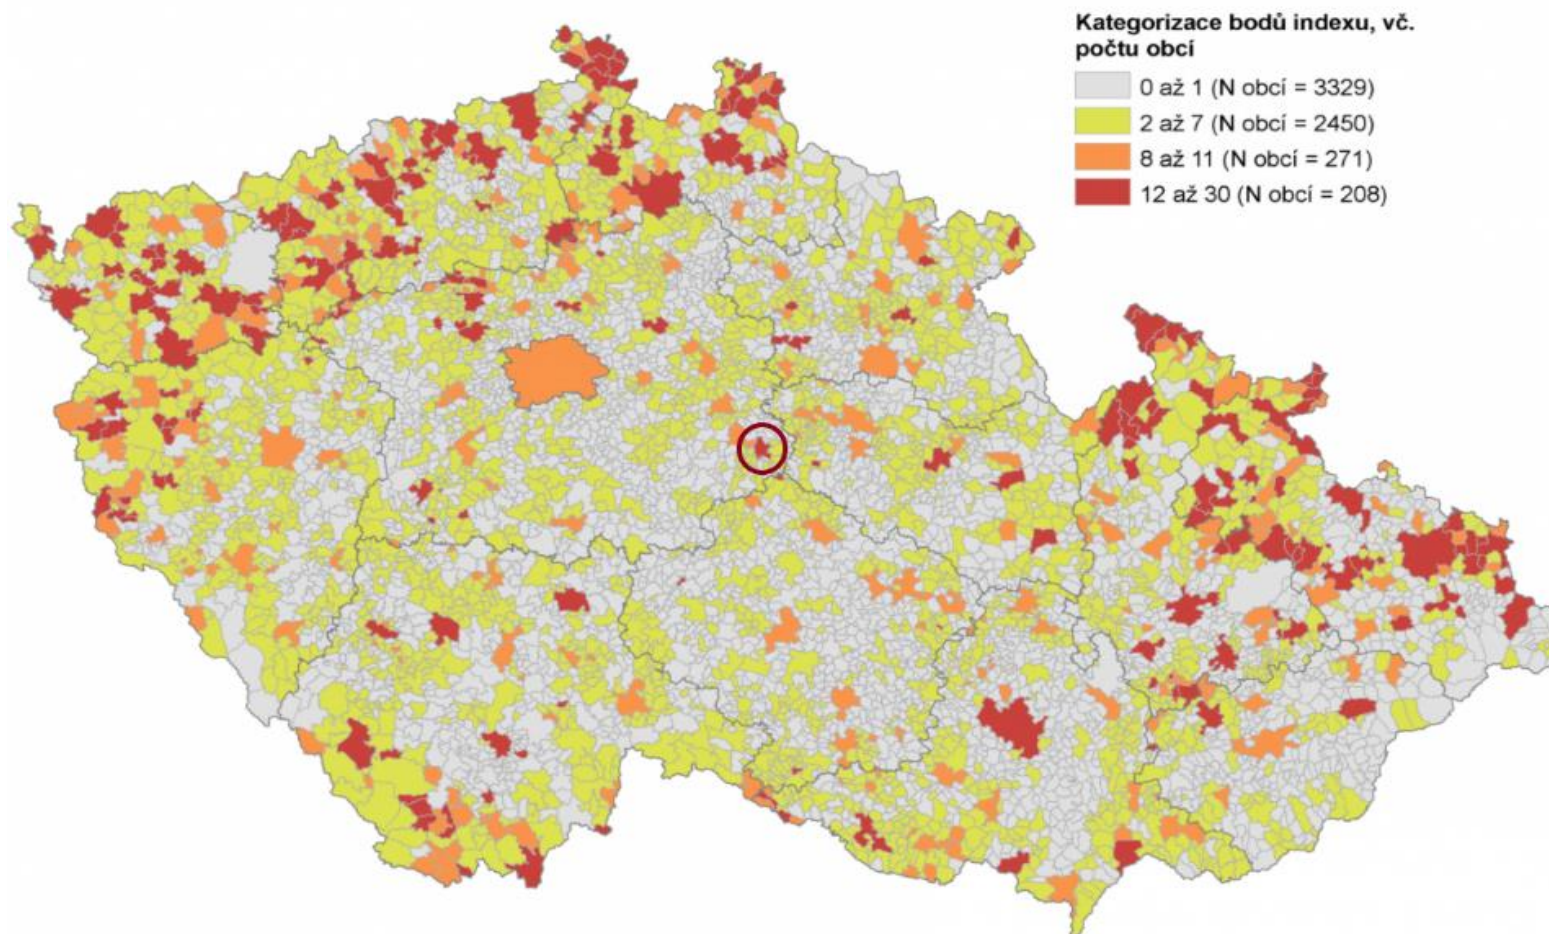 Kategorizace bodů indexu, vč.
počtu obcí
0 až 1 (N obcí = 3329)
2 až 7 (N obcí = 2450)
8 až 11 (N obcí = 271)
12 až 30 (N obcí = 208)